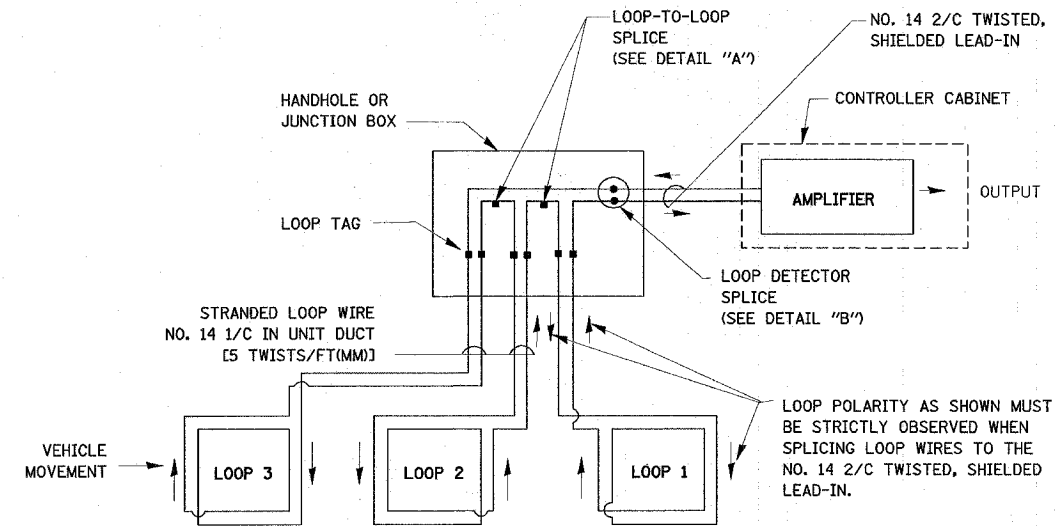 LOOP-TO-LOOP
SPLICE
(SEE DETAIL "A")
NO. 14 2/C TWISTED,
SHIELDED LEAD-IN
HANDHOLE OR
JUNCTION BOX
CONTROLLER CABINET
AMPLIFIER
OUTPUT
LOOP TAG
LOOP DETECTOR
SPLICE
(SEE DETAIL "B")
STRANDED LOOP WIRE
NO. 14 1/C IN UNIT DUCT
[5 TWISTS/FT(MM)]
LOOP POLARITY AS SHOWN MUST
BE STRICTLY OBSERVED WHEN
SPLICING LOOP WIRES TO THE
NO. 14 2/C TWISTED, SHIELDED
LEAD-IN.
VEHICLE
MOVEMENT
LOOP 3
LOOP 2
LOOP 1